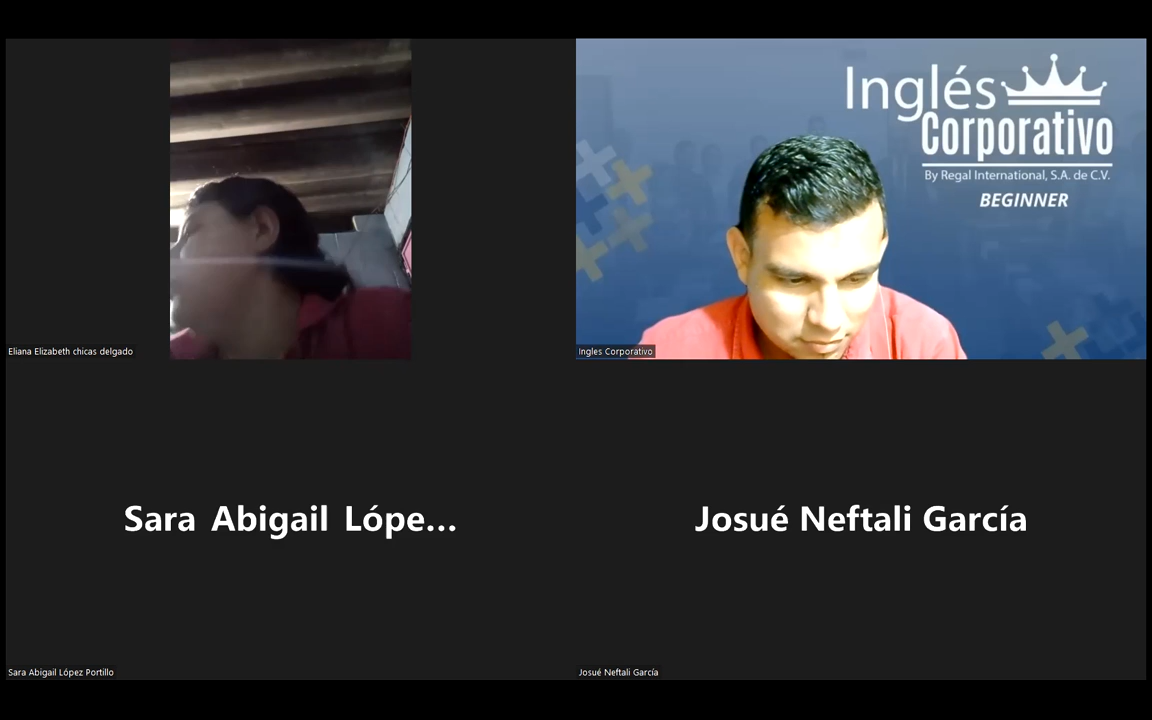 Inglés
Corporativo
By Regal International, S.A. de C.V.
BEGINNER
Eliana Elizabeth chicas delgado
Ingles Corporativo
Sara Abigail Lópe...
Josué Neftali García
Sara Abigail López Portillo
Josué Neftali García